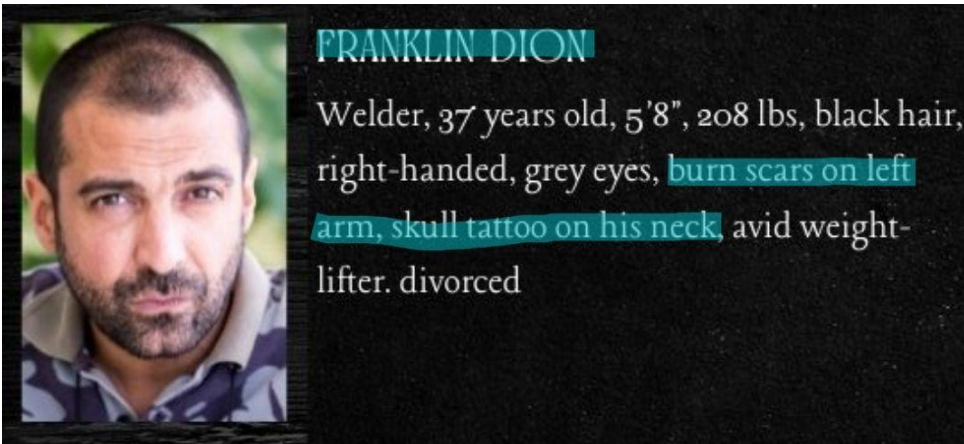 FRANKLIN DION
Welder, 37 years old, 5'8", 208 lbs, black hair,
right-handed, grey eyes, burn scars on left
arm, skull tattoo on his neck, avid weight-
lifter. divorced